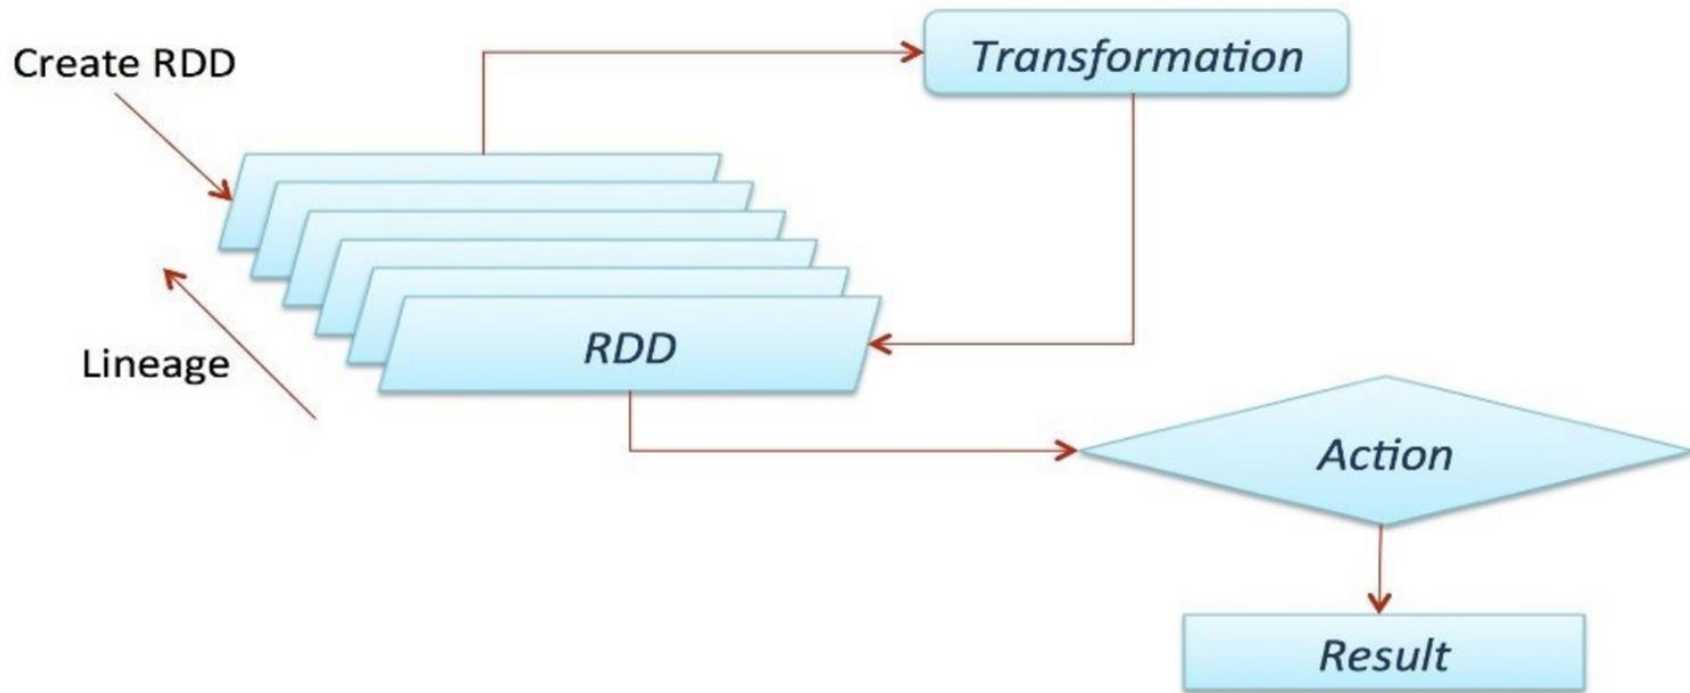 Create RDD
Transformation
RDD
Lineage
Action
Result